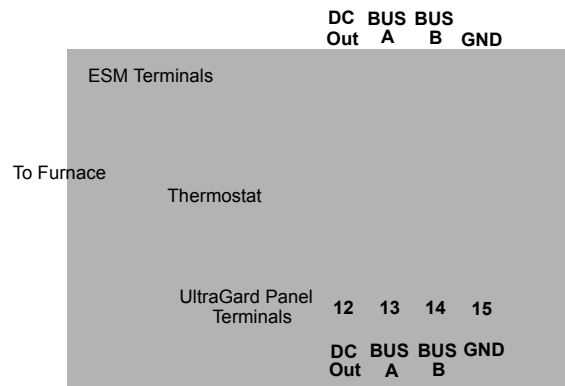 DC BUS BUS
Out A B GND
ESM Terminals
To Furnace
Thermostat
UltraGard Panel
Terminals
12 13 14 15
DC BUS BUS GND
Out A B